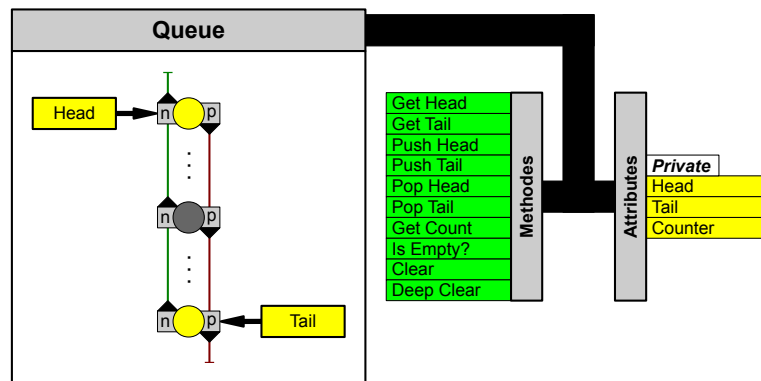 Queue
Head
n
p
n
p
n
p
Tail
Get Head
Get Tail
Push Head
Push Tail
Pop Head
Pop Tail
Get Count
Is Empty?
Clear
Deep Clear
Methodes
Attributes
Private
Head
Tail
Counter